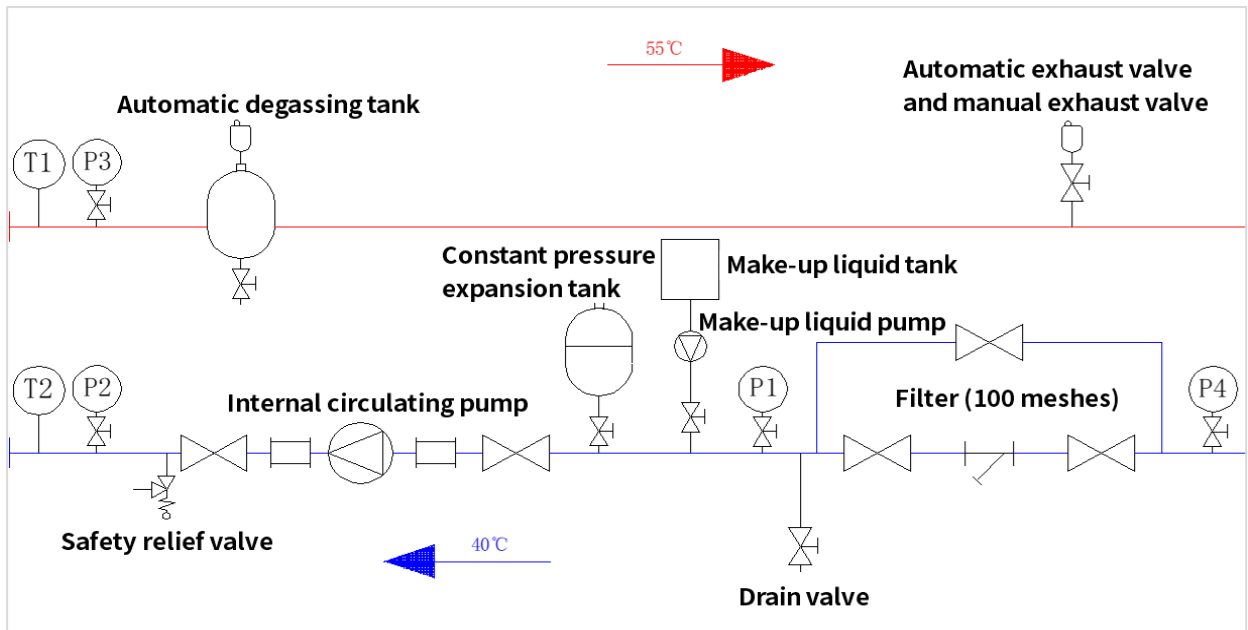 55℃
Automatic exhaust valve
and manual exhaust valve
Automatic degassing tank
T1
P3
Constant pressure
expansion tank
Make-up liquid tank
Make-up liquid pump
T2
P2
Internal circulating pump
P1
Filter (100 meshes)
P4
Safety relief valve
40℃
Drain valve